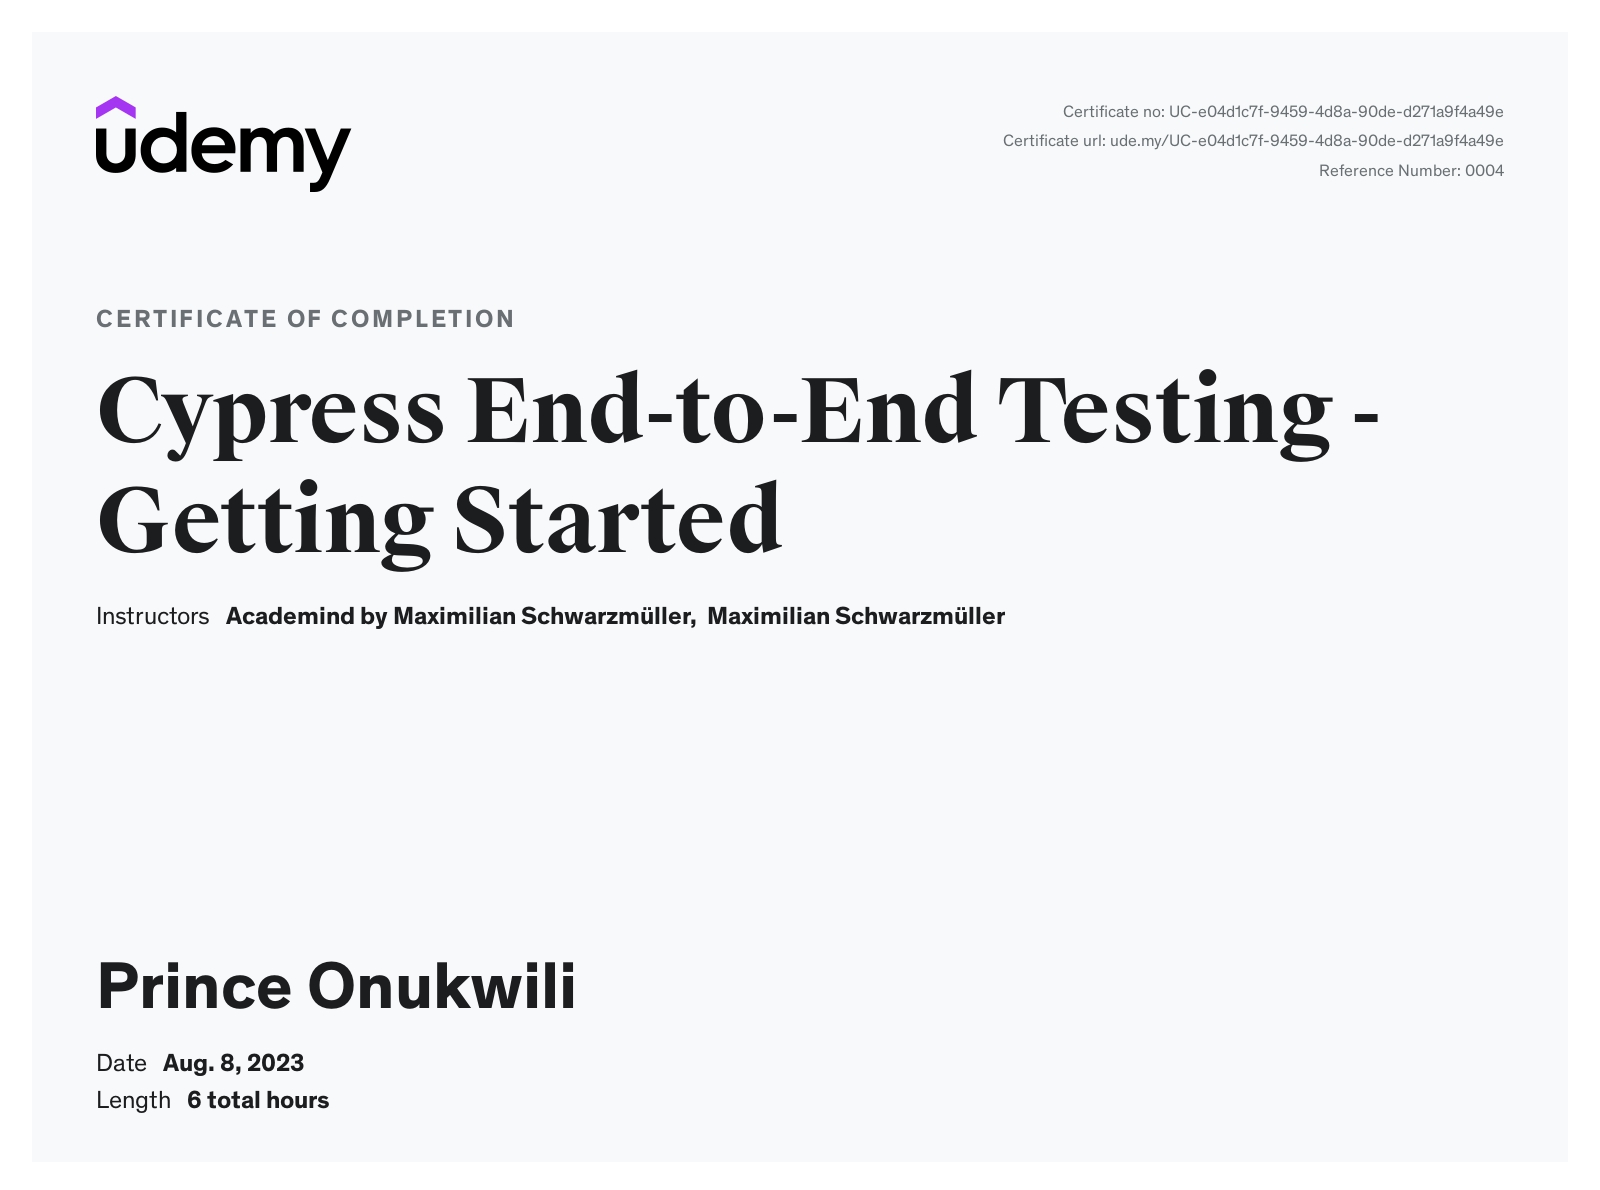 udemy
Certificate no: UC-e04d1c7f-9459-4d8a-90de-d271a9f4a49e
Certificate url: ude.my/UC-e04d1c7f-9459-4d8a-90de-d271a9f4a49e
Reference Number: 0004
CERTIFICATE OF COMPLETION
Cypress End-to-End Testing -
Getting Started
Instructors Academind by Maximilian Schwarzmüller, Maximilian Schwarzmüller
Prince Onukwili
Date Aug. 8, 2023
Length 6 total hours